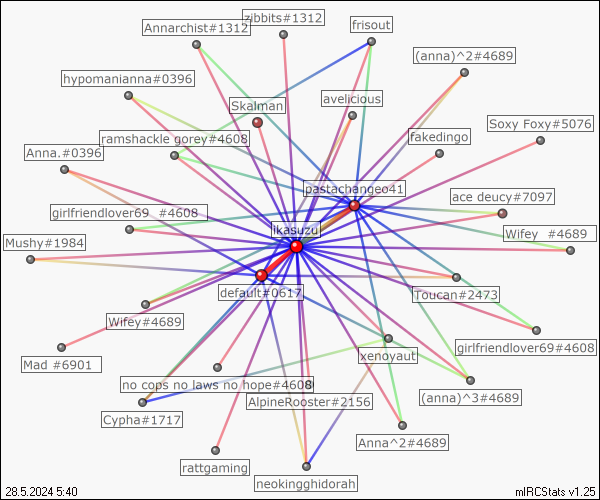 zibbits#1312
Annarchist#1312
frisout
(anna)^2#4689
hypomanianna#0396
avelicious
Skalman
Soxy Foxy#5076
ramshackle gorey#4608
fakedingo
Anna.#0396
pastachangeo41
ace deucy#7097
girlfriendlover69_#4608
likasuzu
Wifey_#4689
Mushy#1984
default#0617
Toucan#2473
Wifey#4689
girlfriendlover69#4608
xenoyaut
Mad #6901
no cops no laws no hope#4608
(anna)^3#4689
AlpineRooster#2156
Cypha#1717
Anna^2#4689
rattgaming
neokingghidorah
28.5.2024 5:40
mIRCStats v1.25